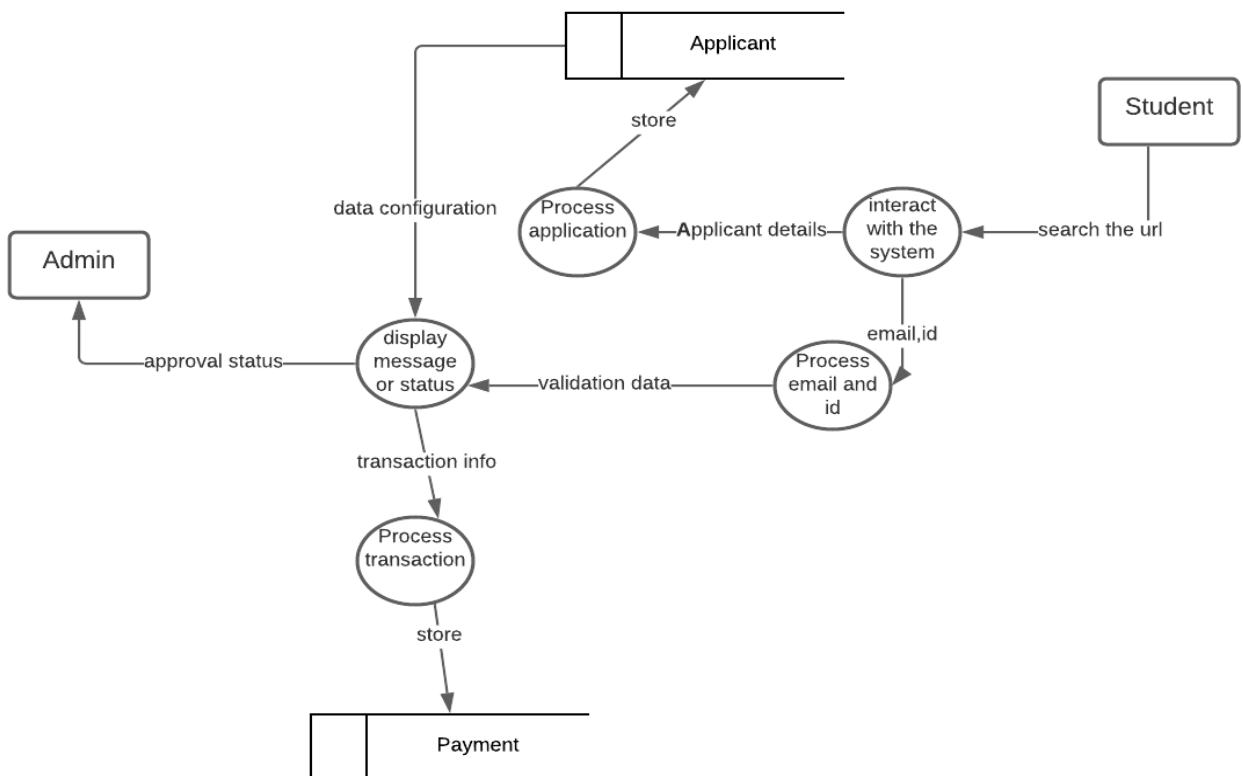 Applicant
Student
store
data configuration
Process
application
Applicant details
interact
with the
system
search the url
Admin
email,id
display
message
or status
approval status
validation data
Process
email and
id
transaction info
Process
transaction
store
Payment